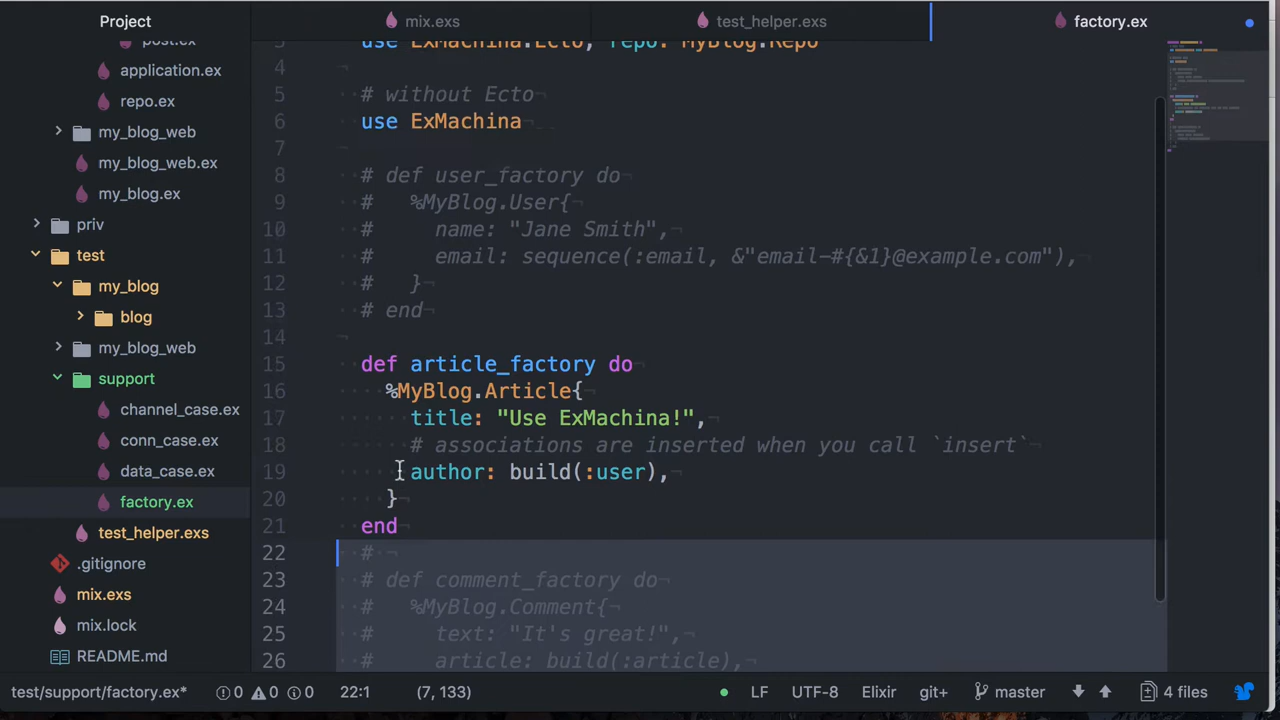 Project
mix.exs
test_helper.exs
factory.ex
post.ex
application.ex
repo.ex
my_blog_web
my_blog_web.ex
my_blog.ex
priv
test
my_blog
blog
my_blog_web
support
channel_case.ex
conn_case.ex
data_case.ex
factory.ex
test_helper.exs
.gitignore
mix.exs
mix.lock
README.md
3 use ExMachina.Ecto, repo: MyBlog.Repo
4
5 # without Ecto
6 use ExMachina
7
8 # def user_factory do
9 #   %MyBlog.User{
10 #     name: "Jane Smith",
11 #     email: sequence(:email, &"email-#{&1}@example.com"),
12 #   }
13 # end
14
15 def article_factory do
16   %MyBlog.Article{
17     title: "Use ExMachina!",
18     # associations are inserted when you call `insert`
19     author: build(:user),
20   }
21 end
22 #
23 # def comment_factory do
24 #   %MyBlog.Comment{
25 #     text: "It's great!",
26 #     article: build(:article),
test/support/factory.ex* 0 0 0 22:1 (7, 133) LF UTF-8 Elixir git+ master 4 files